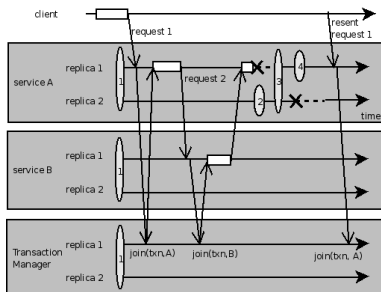 client
request 1
resent
request 1
service A
replica 1
1
request 2
3
4
replica 2
2
time
service B
replica 1
1
replica 2
Transaction
Manager
replica 1
1
join(txn,A)
join(txn,B)
join(txn, A)
replica 2